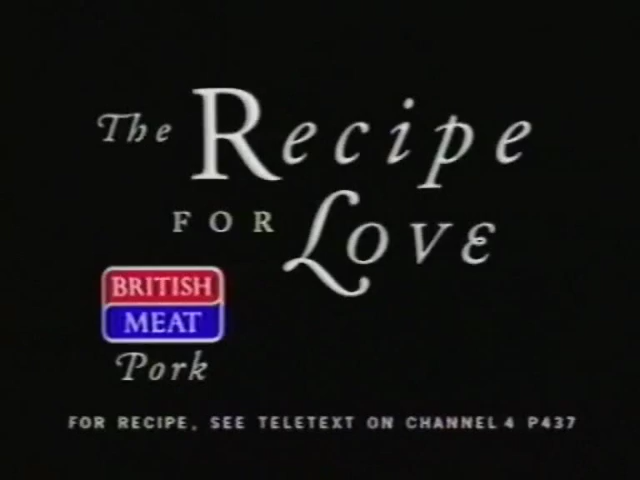 The Recipe
FOR Love
BRITISH
MEAT
Pork
FOR RECIPE, SEE TELETEXT ON CHANNEL 4 P437